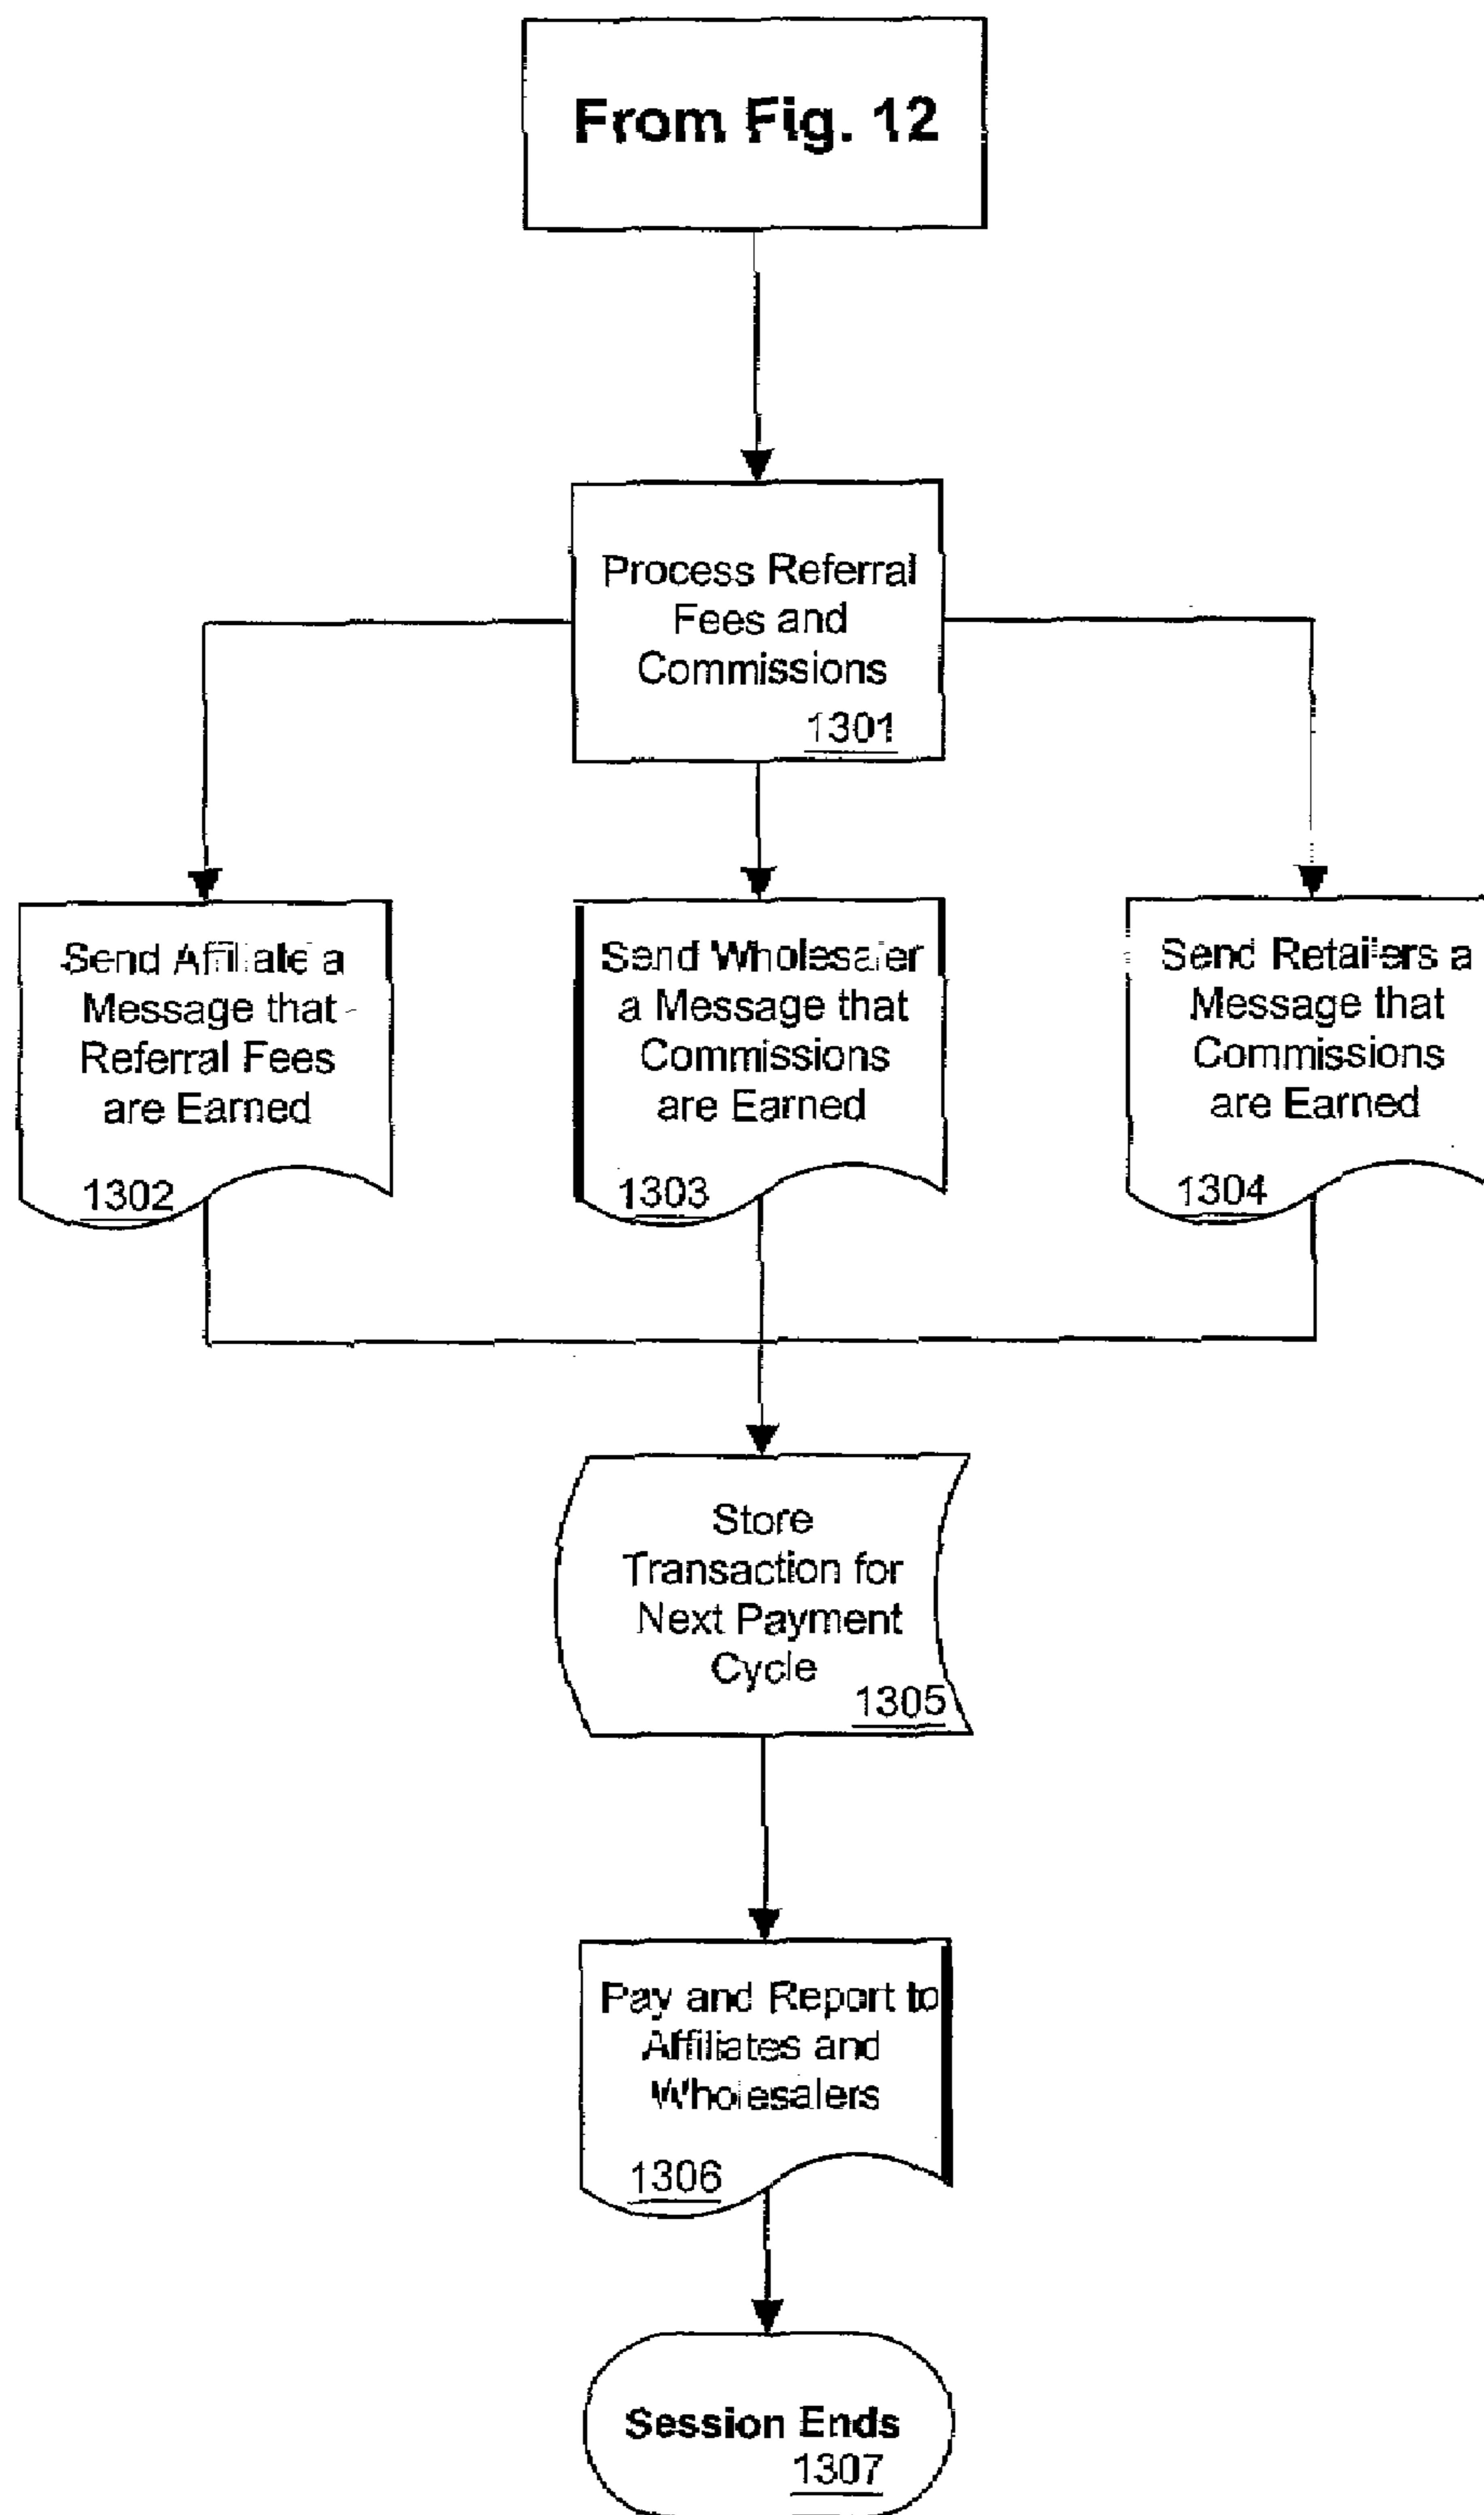 From Fig. 12
Process Referral
Fees and
Commissions
1301
Send Affiliate a
Message that
Referral Fees
are Earned
1302
Send Wholesaler
a Message that
Commissions
are Earned
1303
Send Retailers a
Message that
Commissions
are Earned
1304
Store
Transaction for
Next Payment
Cycle
1305
Pay and Report to
Affiliates and
Wholesalers
1306
Session Ends
1307